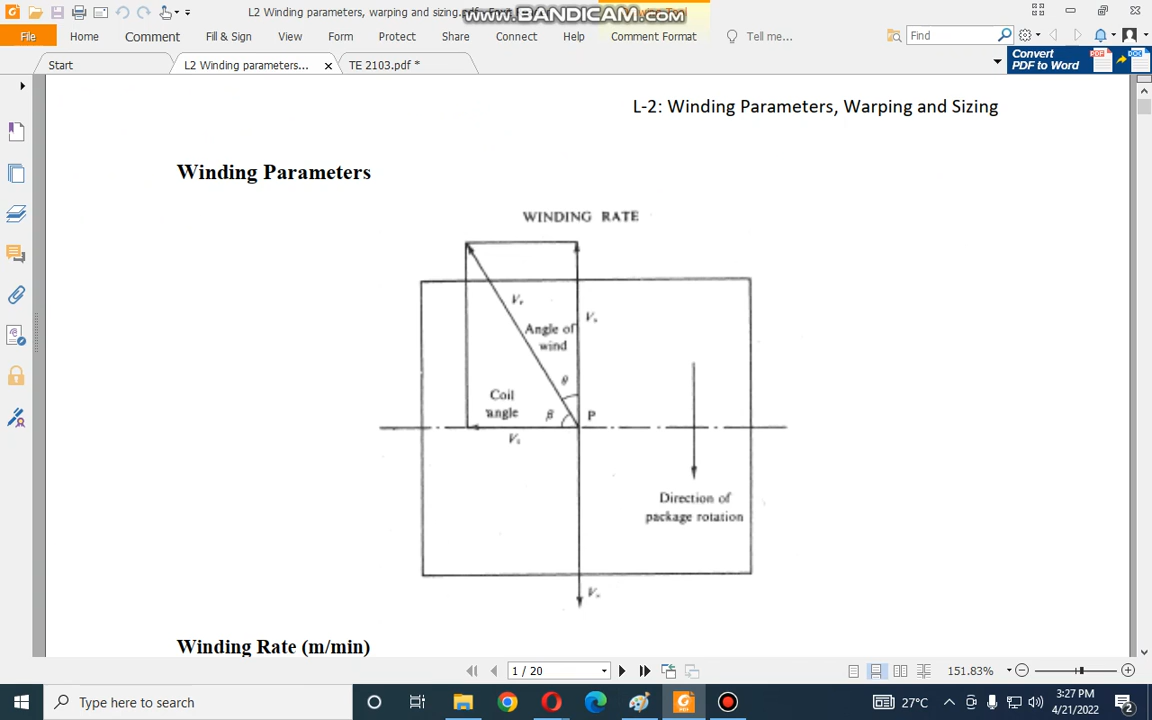 L2 Winding parameters, warping and sizing.pdf
www.BANDICAM.com
File Home Comment Fill & Sign View Form Protect Share Connect Help Comment Format Tell me... Find
Start L2 Winding parameters... TE 2103.pdf *
Convert
PDF to Word
L-2: Winding Parameters, Warping and Sizing
Winding Parameters
WINDING RATE
Angle of
wind
θ
Coil
angle
β
P
Direction of
package rotation
Winding Rate (m/min)
1 / 20
151.83%
Type here to search
27°C
3:27 PM
4/21/2022
2